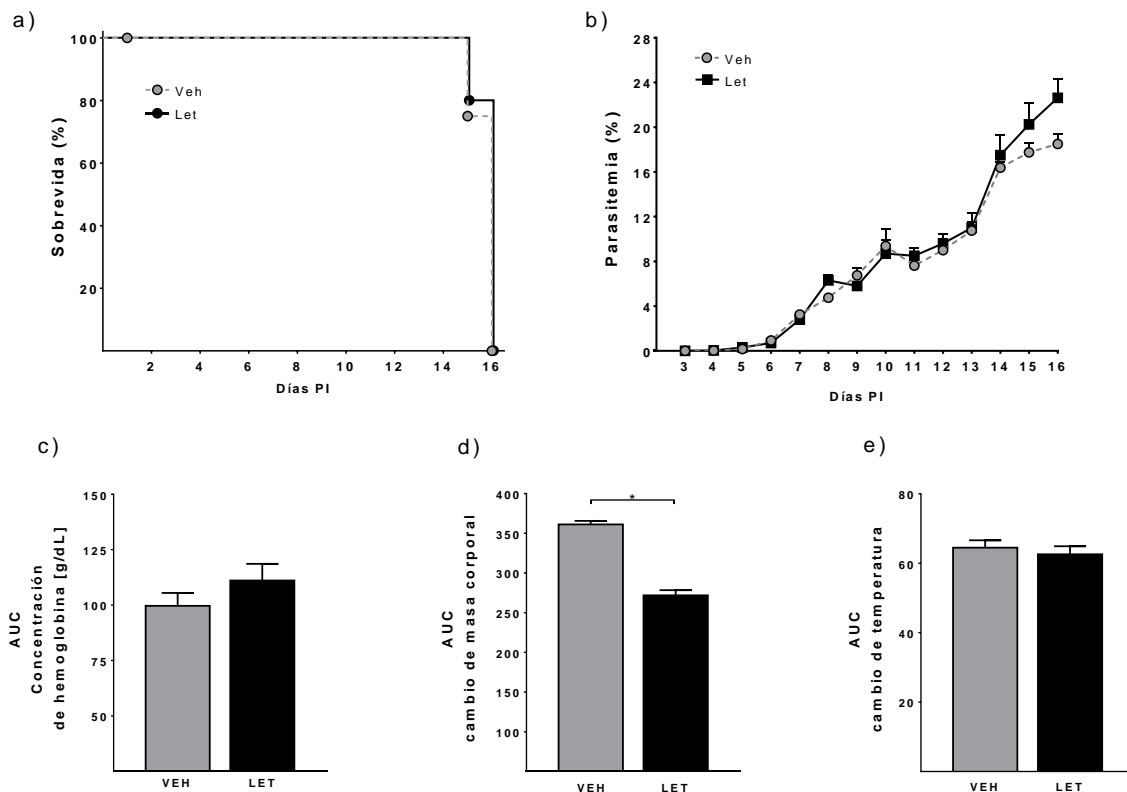 a)
Sobrevida (%)
100
80
60
40
20
Veh
Let
2 4 6 8 10 12 14 16
Días PI
b)
Parasitemia (%)
28
24
20
16
12
8
4
0
Veh
Let
3 4 5 6 7 8 9 10 11 12 13 14 15 16
Días PI
c)
AUC
Concentración
de hemoglobina [g/dL]
150
125
100
75
50
VEH LET
d)
AUC
cambio de masa corporal
400
350
300
250
200
150
100
*
VEH LET
e)
AUC
cambio de temperatura
80
60
40
20
VEH LET